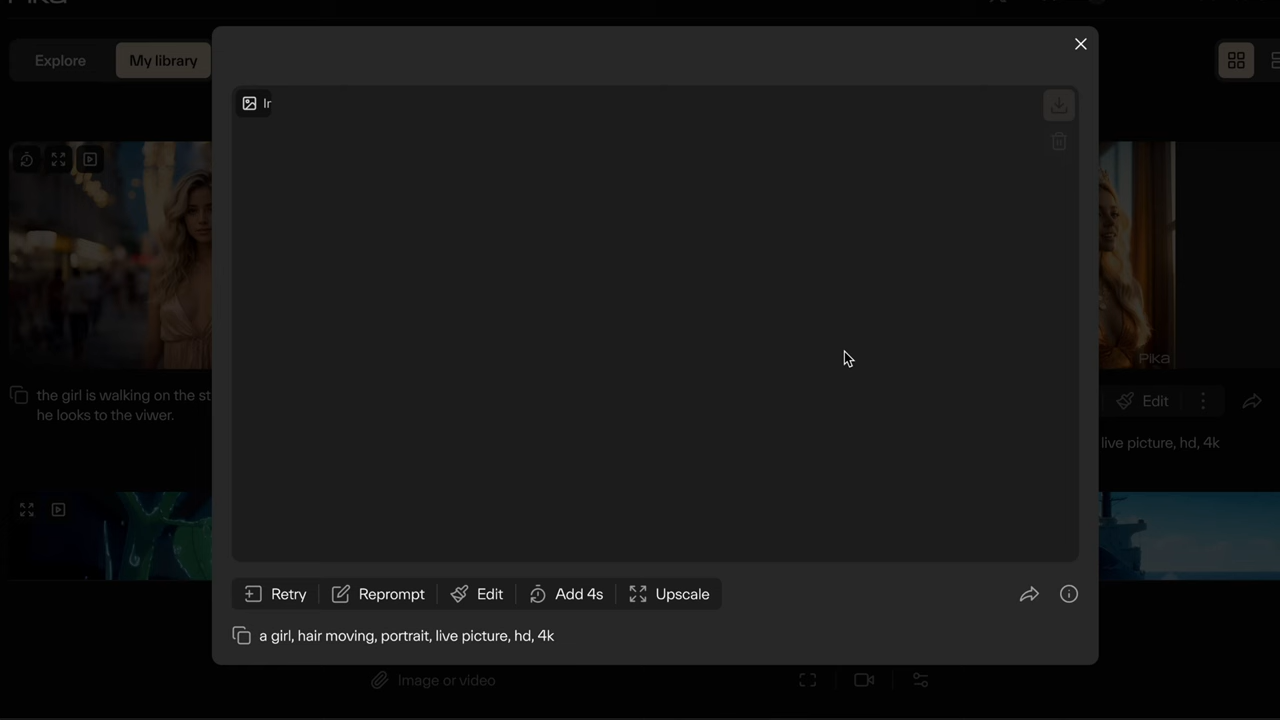 Pika
Explore
My library
Ir
Pika
the girl is walking on the st
he looks to the viwer.
Edit
live picture, hd, 4k
Retry
Reprompt
Edit
Add 4s
Upscale
a girl, hair moving, portrait, live picture, hd, 4k
Image or video